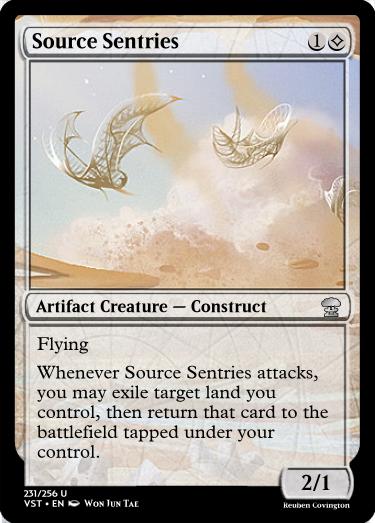 Source Sentries 1
Artifact Creature — Construct
Flying
Whenever Source Sentries attacks,
you may exile target land you
control, then return that card to the
battlefield tapped under your
control.
2/1
231/256 U
VST • EN Won Jun Tae
Reuben Covington